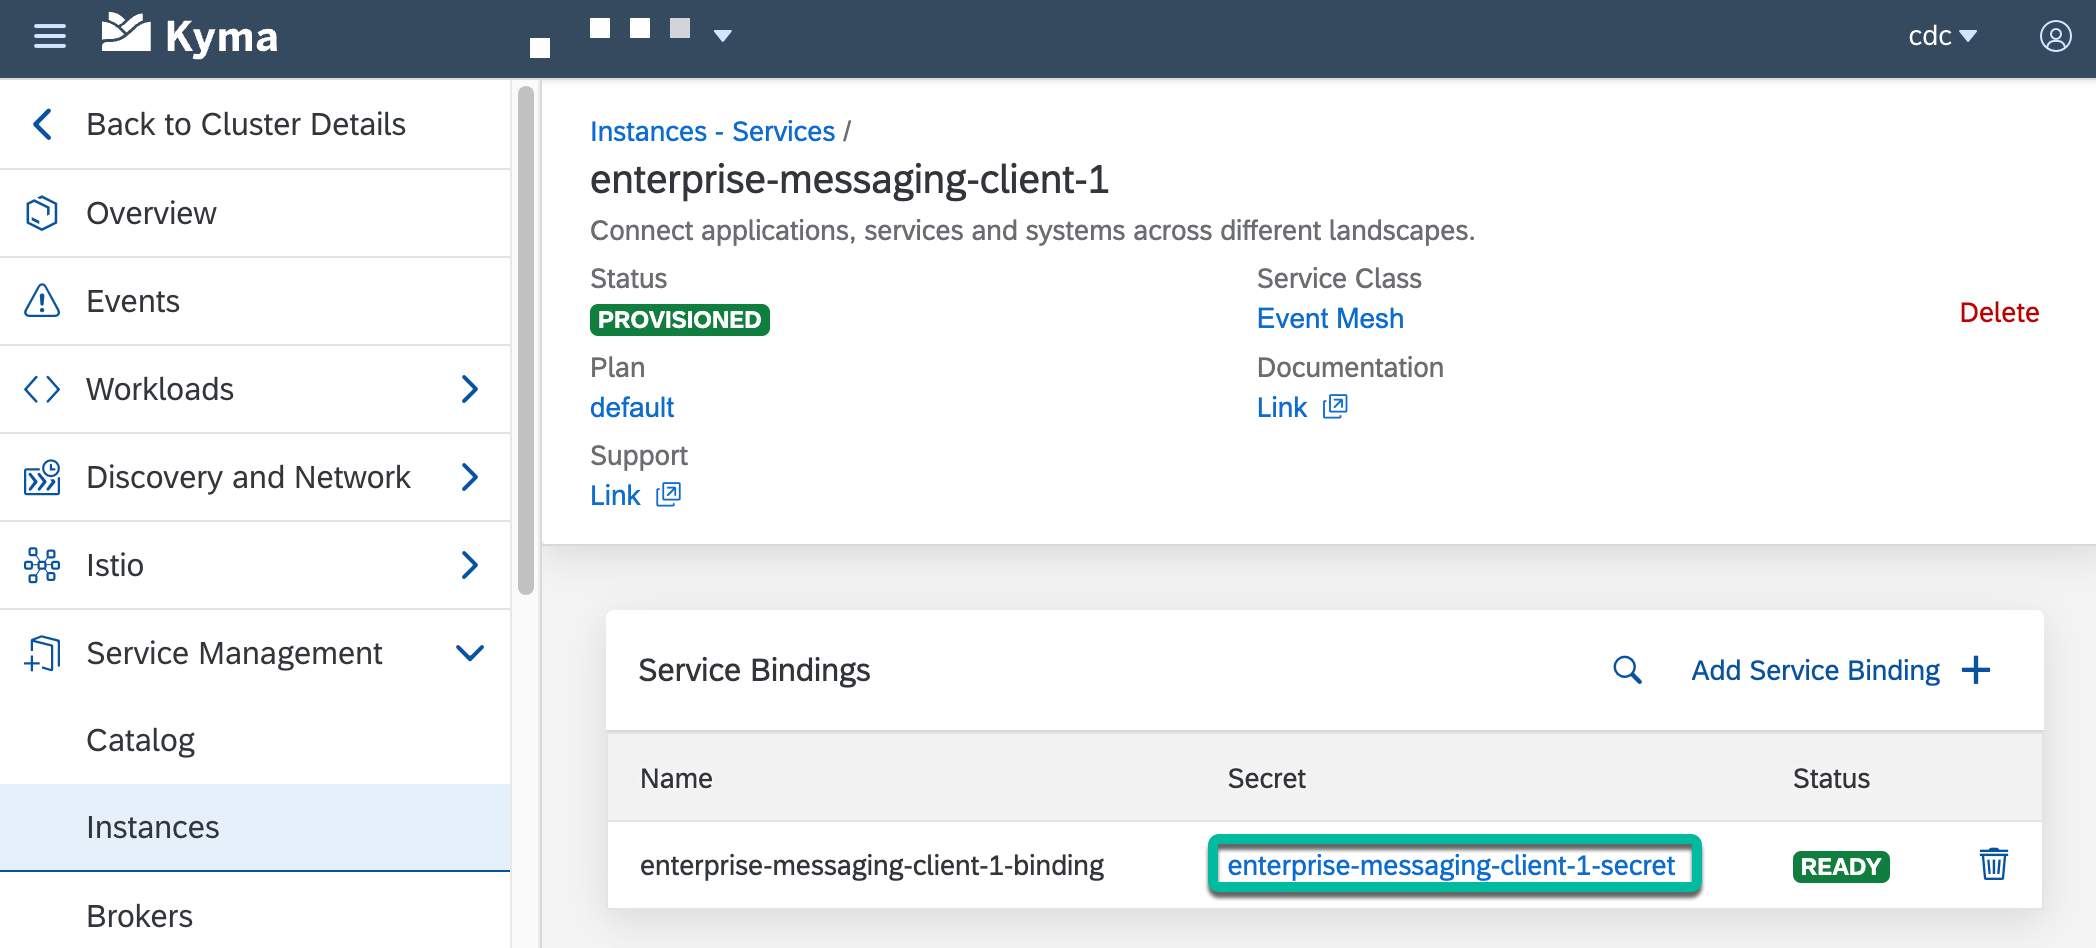 Kyma
cdc
Back to Cluster Details
Overview
Events
Workloads
Discovery and Network
Istio
Service Management
Catalog
Instances
Brokers
Instances - Services /
enterprise-messaging-client-1
Connect applications, services and systems across different landscapes.
Status
PROVISIONED
Service Class
Event Mesh
Delete
Plan
default
Documentation
Link
Support
Link
Service Bindings
Add Service Binding +
Name Secret Status
enterprise-messaging-client-1-binding enterprise-messaging-client-1-secret READY